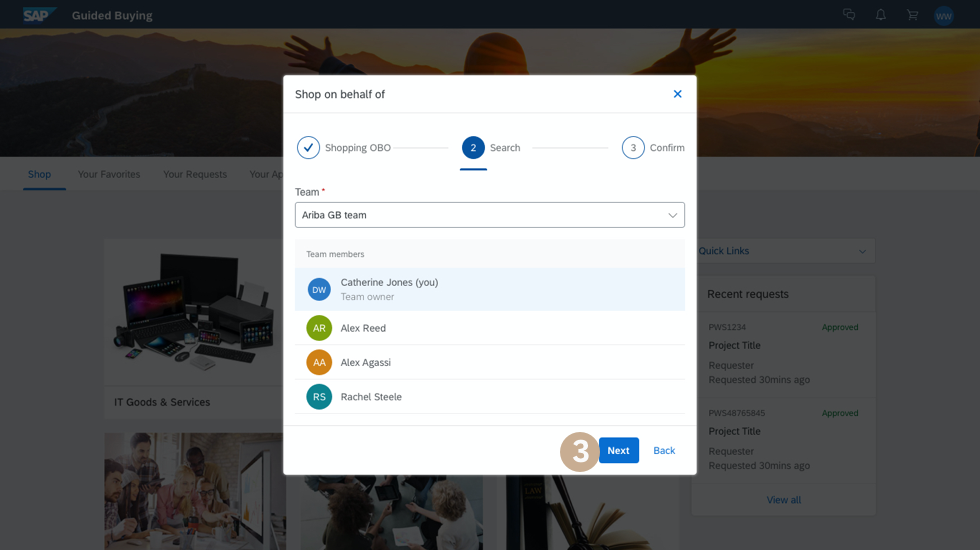 SAP Guided Buying
WW
Shop on behalf of
Shopping OBO
2 Search
3 Confirm
Shop Your Favorites Your Requests Your Ap
Team *
Ariba GB team
Team members
DW Catherine Jones (you)
Team owner
AR Alex Reed
AA Alex Agassi
RS Rachel Steele
3 Next Back
Quick Links
Recent requests
PWS1234 Approved
Project Title
Requester
Requested 30mins ago
PWS48765845 Approved
Project Title
Requester
Requested 30mins ago
View all
IT Goods & Services
LAW